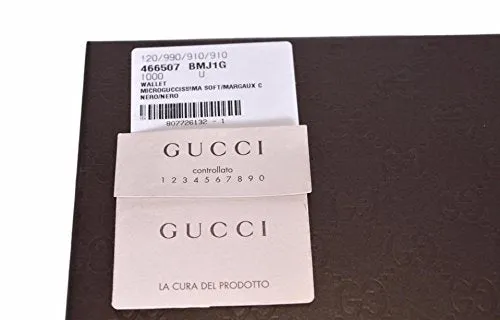 120/990/910/910
466507 BMJ1G
1000 U
WALLET
MICROGUCCISSIMA SOFT/MARGAUX C
NERO/NERO
807726132 - 1
GUCCI
controllato
1 2 3 4 5 6 7 8 9 0
GUCCI
LA CURA DEL PRODOTTO